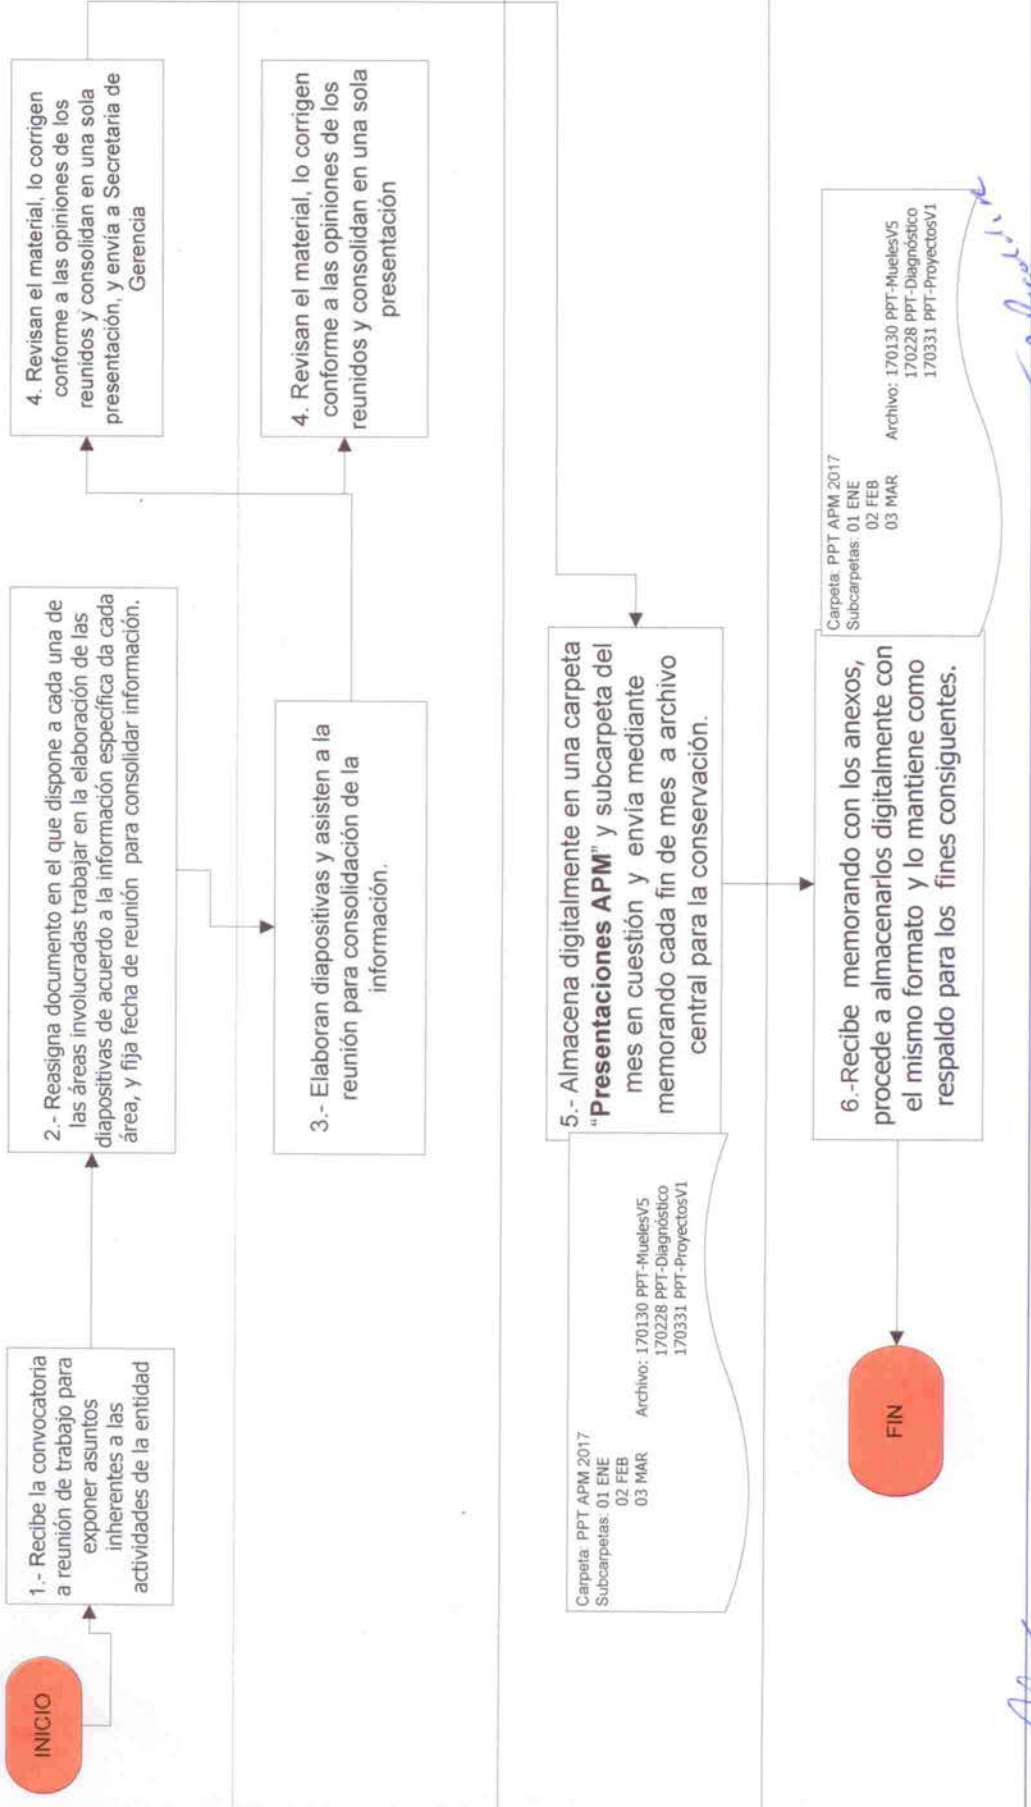 INICIO
1.- Recibe la convocatoria
a reunión de trabajo para
exponer asuntos
inherentes a las
actividades de la entidad
2.- Reasigna documento en el que dispone a cada una de
las áreas involucradas trabajar en la elaboración de las
diapositivas de acuerdo a la información específica da cada
área, y fija fecha de reunión para consolidar información.
4. Revisan el material, lo corrigen
conforme a las opiniones de los
reunidos y consolidan en una sola
presentación, y envía a Secretaria de
Gerencia
3.- Elaboran diapositivas y asisten a la
reunión para consolidación de la
información.
4. Revisan el material, lo corrigen
conforme a las opiniones de los
reunidos y consolidan en una sola
presentación
Carpeta: PPT APM 2017
Subcarpetas: 01 ENE
02 FEB
03 MAR Archivo: 170130 PPT-MuelesV5
170228 PPT-Diagnóstico
170331 PPT-ProyectosV1
5.- Almacena digitalmente en una carpeta
"Presentaciones APM" y subcarpeta del
mes en cuestión y envía mediante
memorando cada fin de mes a archivo
central para la conservación.
FIN
6.-Recibe memorando con los anexos,
procede a almacenarlos digitalmente con
el mismo formato y lo mantiene como
respaldo para los fines consiguentes.
Carpeta: PPT APM 2017
Subcarpetas: 01 ENE
02 FEB
03 MAR Archivo: 170130 PPT-MuelesV5
170228 PPT-Diagnóstico
170331 PPT-ProyectosV1